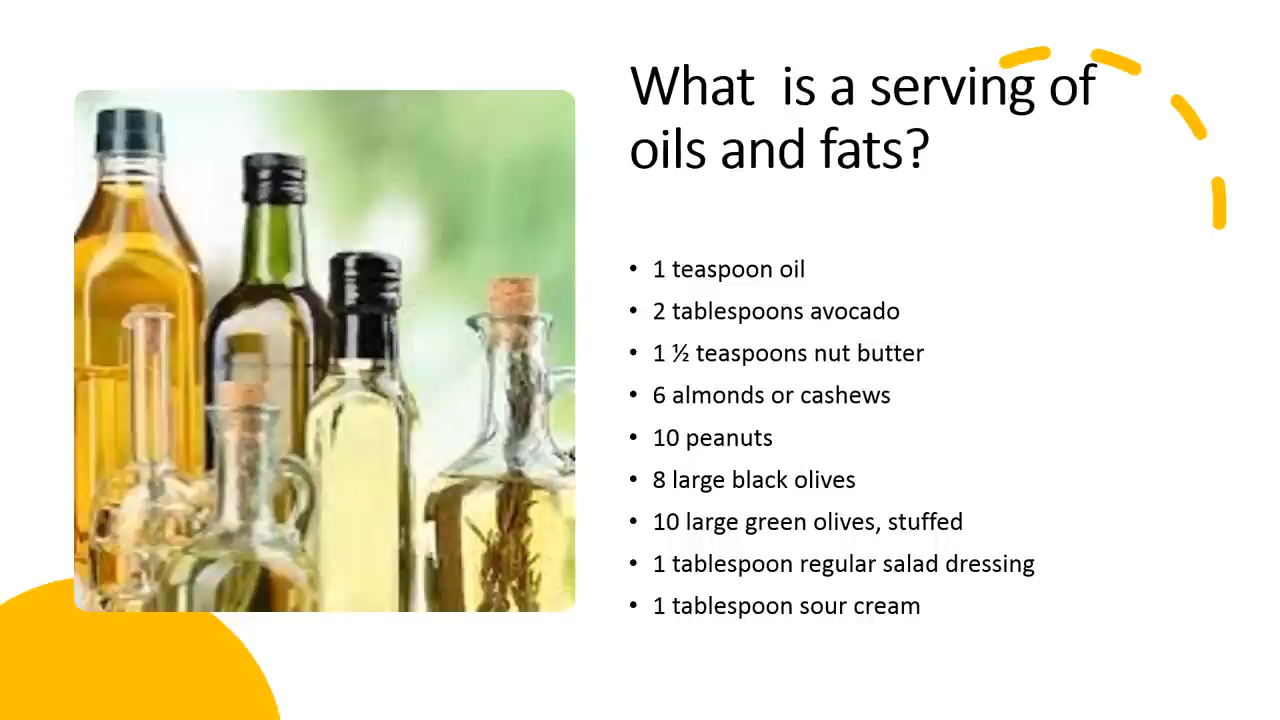 What  is a serving of
oils and fats?
• 1 teaspoon oil
• 2 tablespoons avocado
• 1 ½ teaspoons nut butter
• 6 almonds or cashews
• 10 peanuts
• 8 large black olives
• 10 large green olives, stuffed
• 1 tablespoon regular salad dressing
• 1 tablespoon sour cream